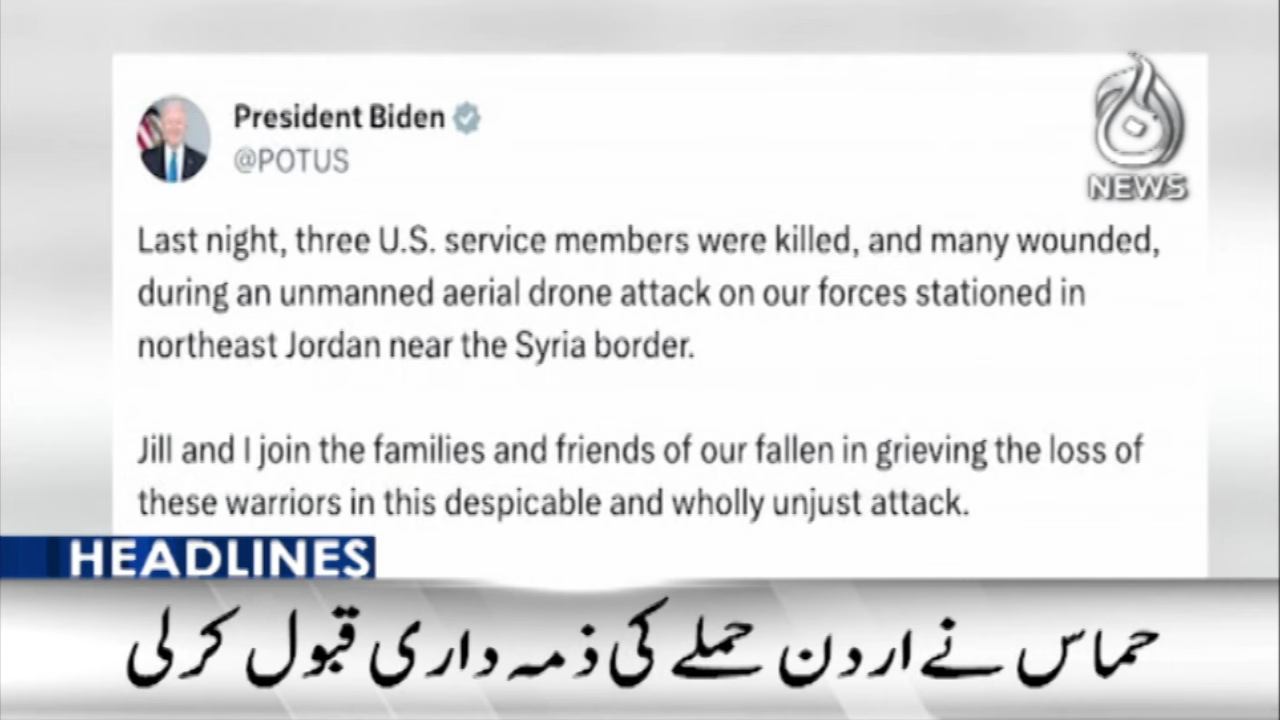 President Biden
@POTUS
NEWS
Last night, three U.S. service members were killed, and many wounded,
during an unmanned aerial drone attack on our forces stationed in
northeast Jordan near the Syria border.
Jill and I join the families and friends of our fallen in grieving the loss of
these warriors in this despicable and wholly unjust attack.
HEADLINES
حماس نے اردن حملے کی ذمہ داری قبول کرلی